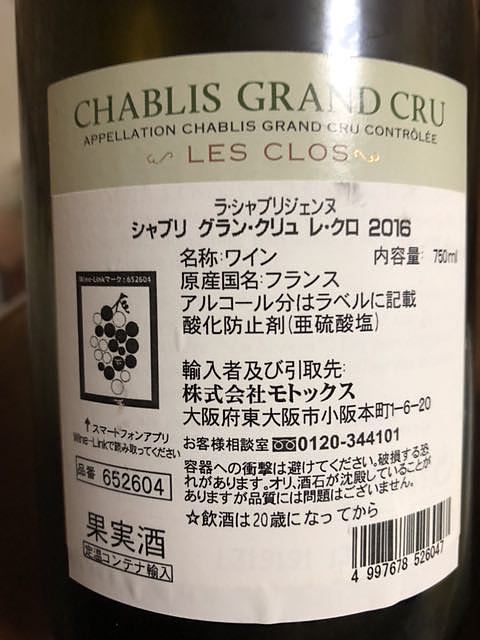 CHABLIS GRAND CRU
APPELLATION CHABLIS GRAND CRU CONTRÔLÉE
LES CLOS
ラ・シャブリジェンヌ
シャブリ グラン・クリュ レ・クロ 2016
名称:ワイン 内容量: 750ml
原産国名:フランス
アルコール分はラベルに記載
酸化防止剤(亜硫酸塩)
Wine-Linkマーク:652604
輸入者及び引取先:
株式会社モトックス
大阪府東大阪市小阪本町1-6-20
お客様相談室 0120-344101
↑スマートフォンアプリ
Wine-Linkで読み取ってください
容器への衝撃は避けてください。破損する恐
れがあります。オリ、酒石が沈殿していることが
ありますが品質には問題はございません。
品番 652604
☆飲酒は20歳になってから
果実酒
定温コンテナ輸入
4 997678 526047